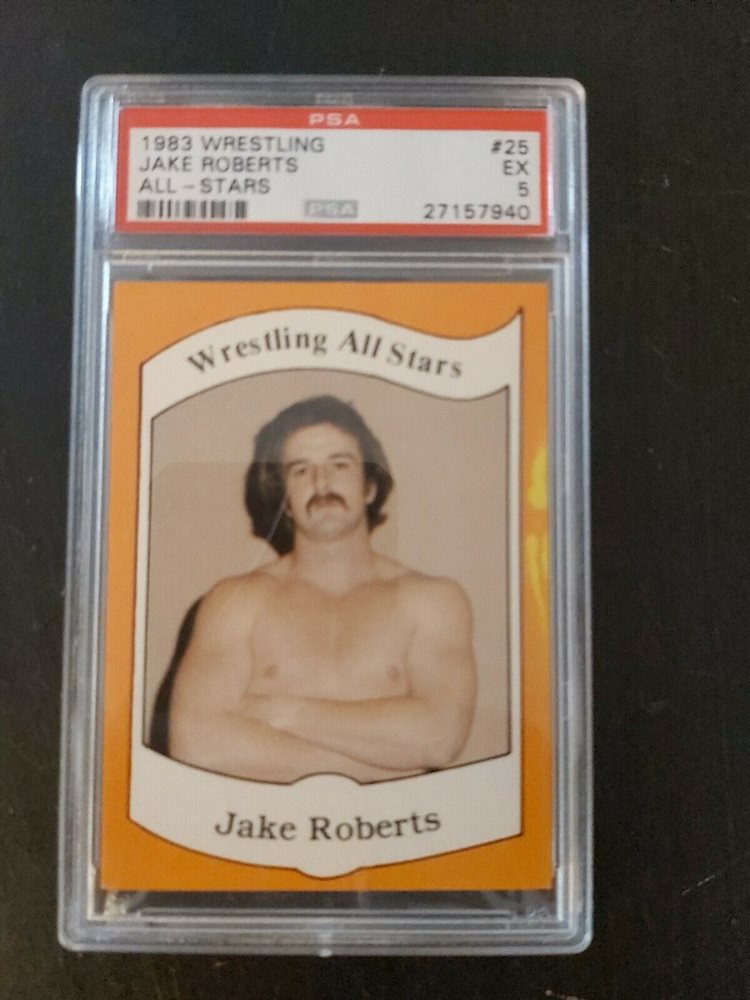 PSA
1983 WRESTLING #25
JAKE ROBERTS EX
ALL-STARS 5
PSA 27157940
Wrestling All Stars
Jake Roberts